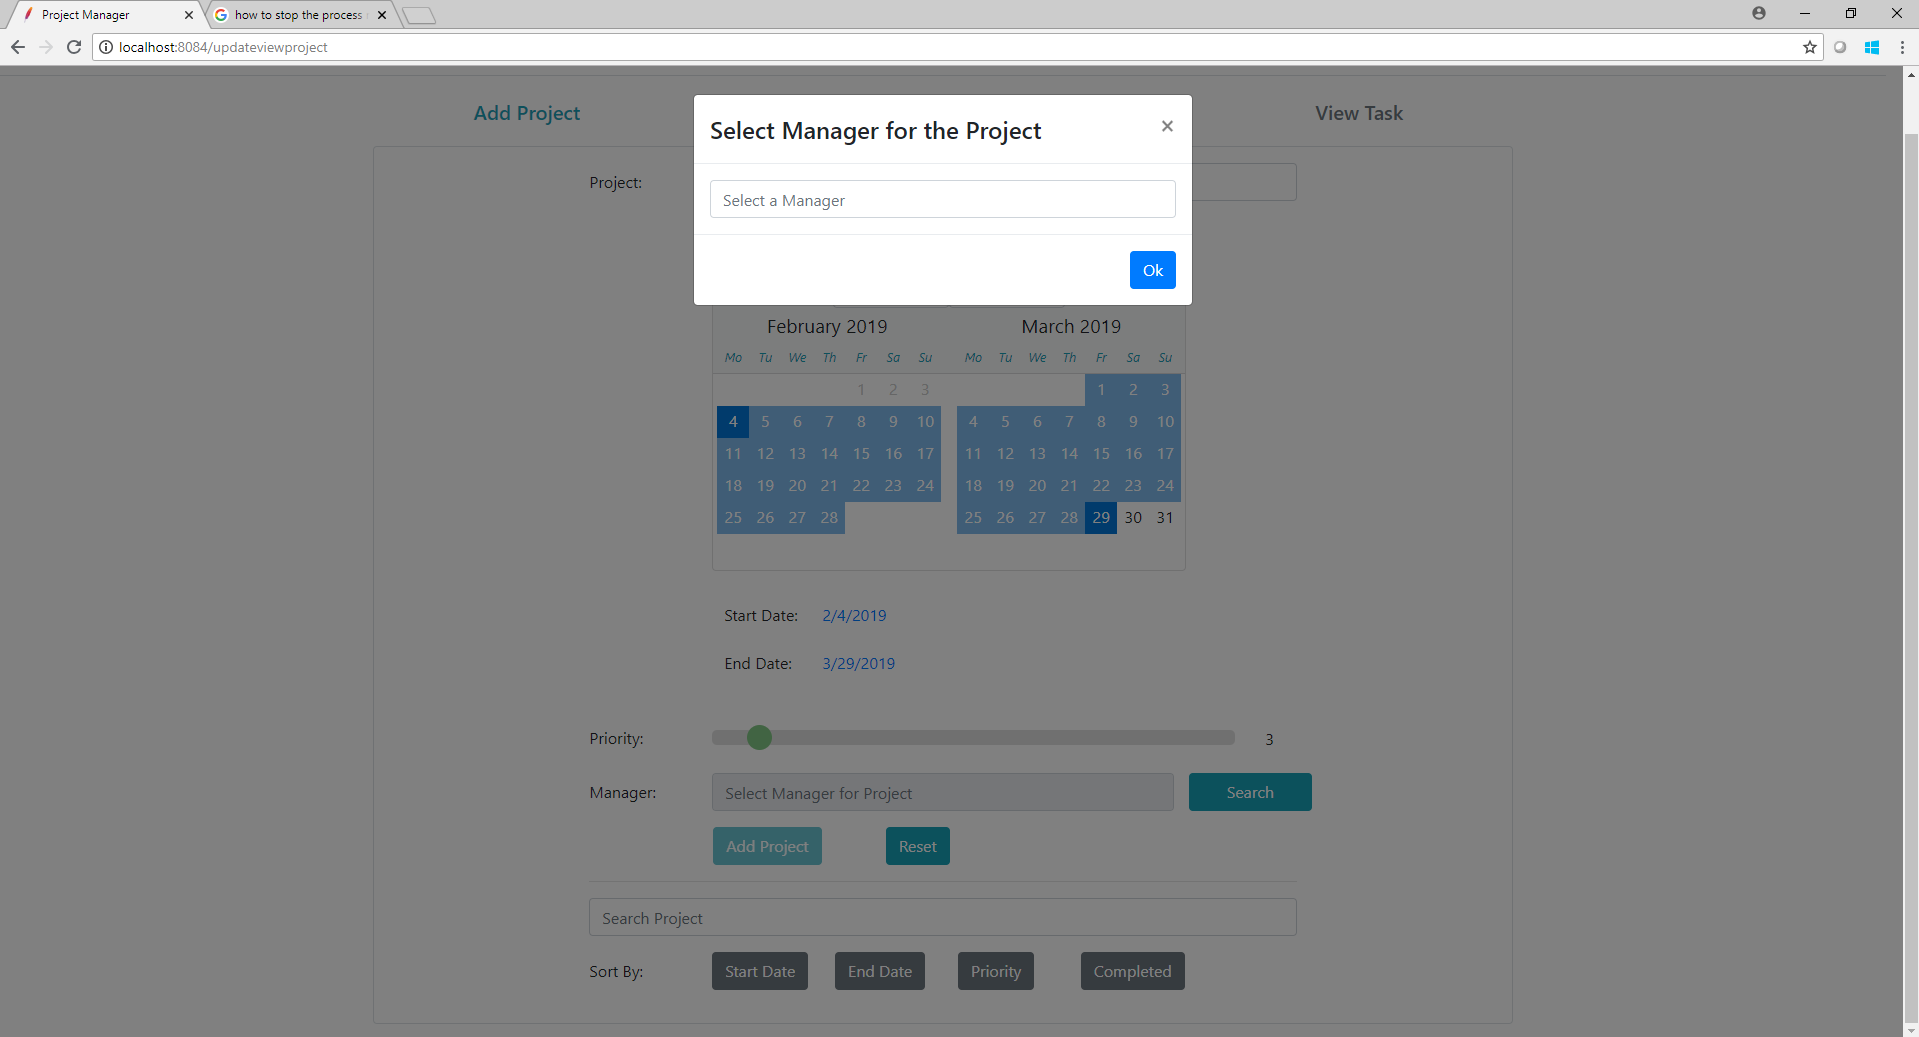 Project Manager
how to stop the process
localhost:8084/updateviewproject
Add Project
View Task
Select Manager for the Project
×
Project:
Select a Manager
Ok
February 2019 March 2019
Mo Tu We Th Fr Sa Su Mo Tu We Th Fr Sa Su
1 2 3 1 2 3
4 5 6 7 8 9 10 4 5 6 7 8 9 10
11 12 13 14 15 16 17 11 12 13 14 15 16 17
18 19 20 21 22 23 24 18 19 20 21 22 23 24
25 26 27 28 25 26 27 28 29 30 31
Start Date: 2/4/2019
End Date: 3/29/2019
Priority: 3
Manager: Select Manager for Project Search
Add Project Reset
Search Project
Sort By: Start Date End Date Priority Completed